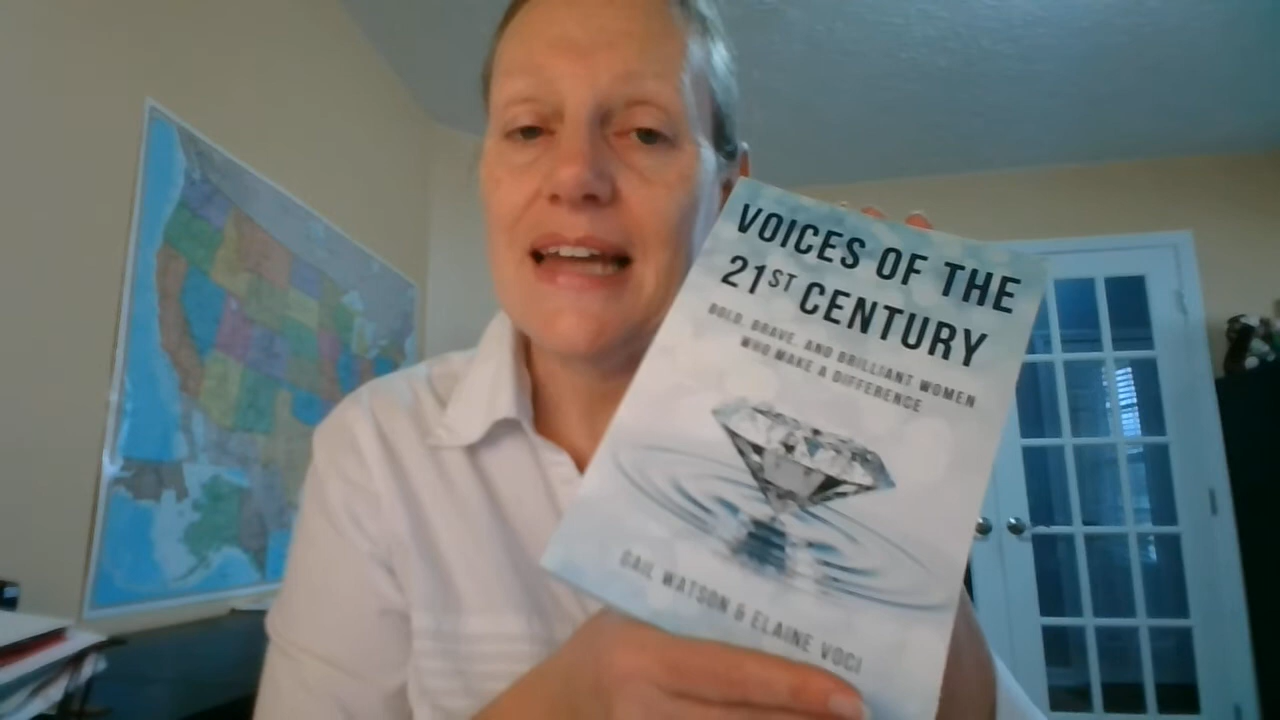 VOICES OF THE
21ST CENTURY
BOLD, BRAVE, AND BRILLIANT WOMEN
WHO MAKE A DIFFERENCE
GAIL WATSON & ELAINE VOCI